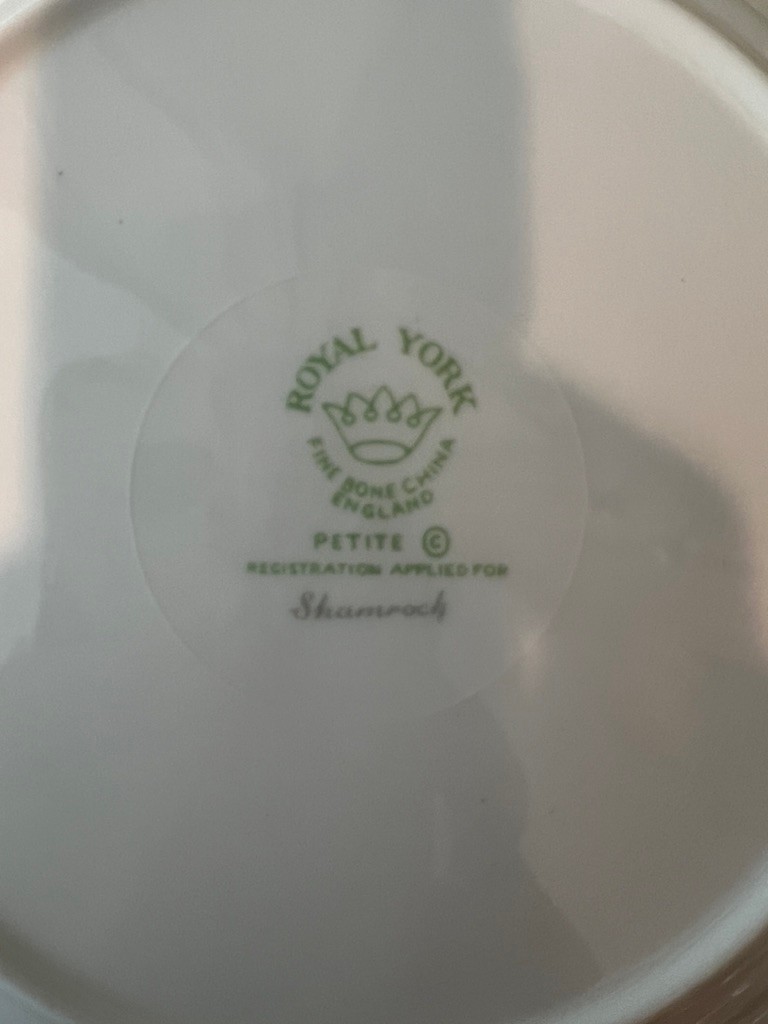 ROYAL YORK
FINE BONE CHINA
ENGLAND
PETITE ©
REGISTRATION APPLIED FOR
Shamrock